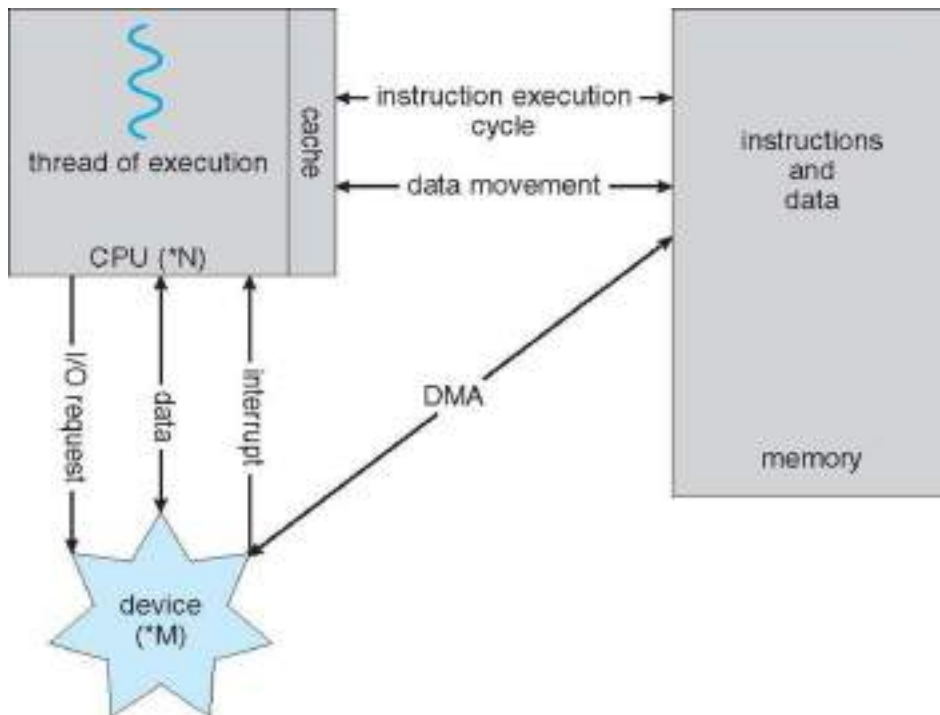 thread of execution
CPU (*N)
cache
instruction execution
cycle
data movement
instructions
and
data
memory
I/O request
data
interrupt
DMA
device
(*M)